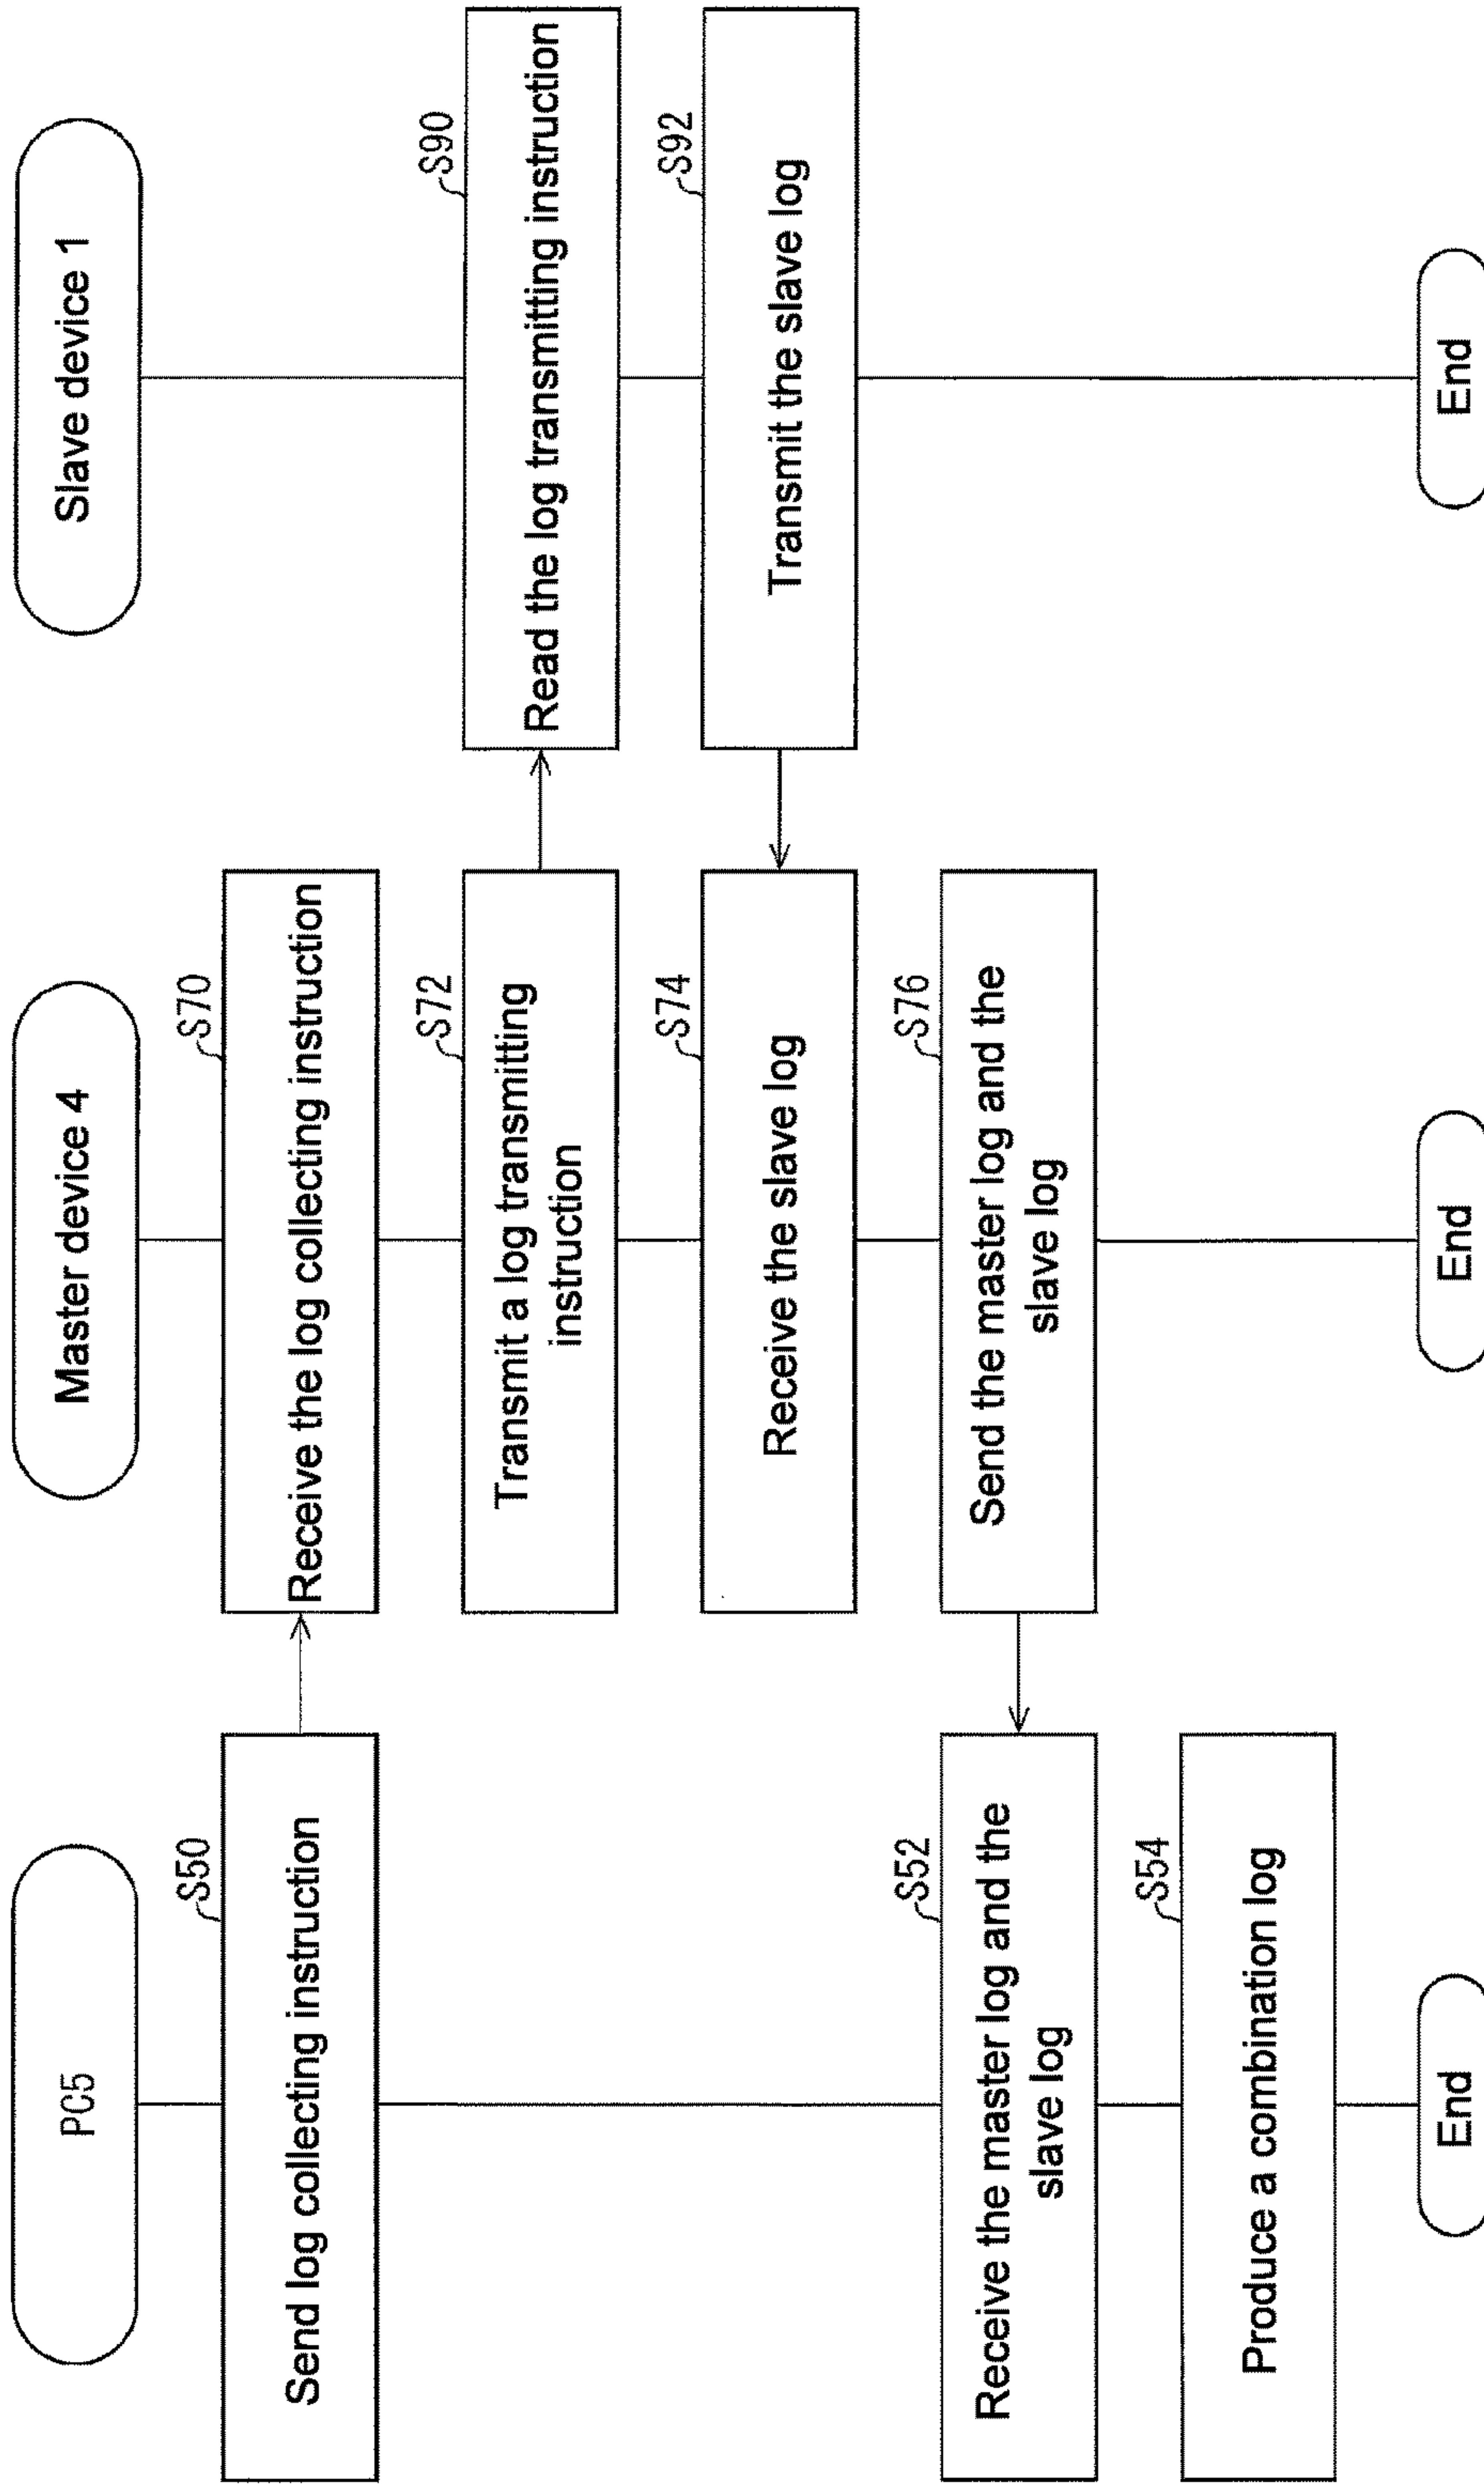 PC5
S50
Send log collecting instruction
S52
Receive the master log and the
slave log
S54
Produce a combination log
End
Master device 4
S70
Receive the log collecting instruction
S72
Transmit a log transmitting
instruction
S74
Receive the slave log
S76
Send the master log and the
slave log
End
Slave device 1
S90
Read the log transmitting instruction
S92
Transmit the slave log
End